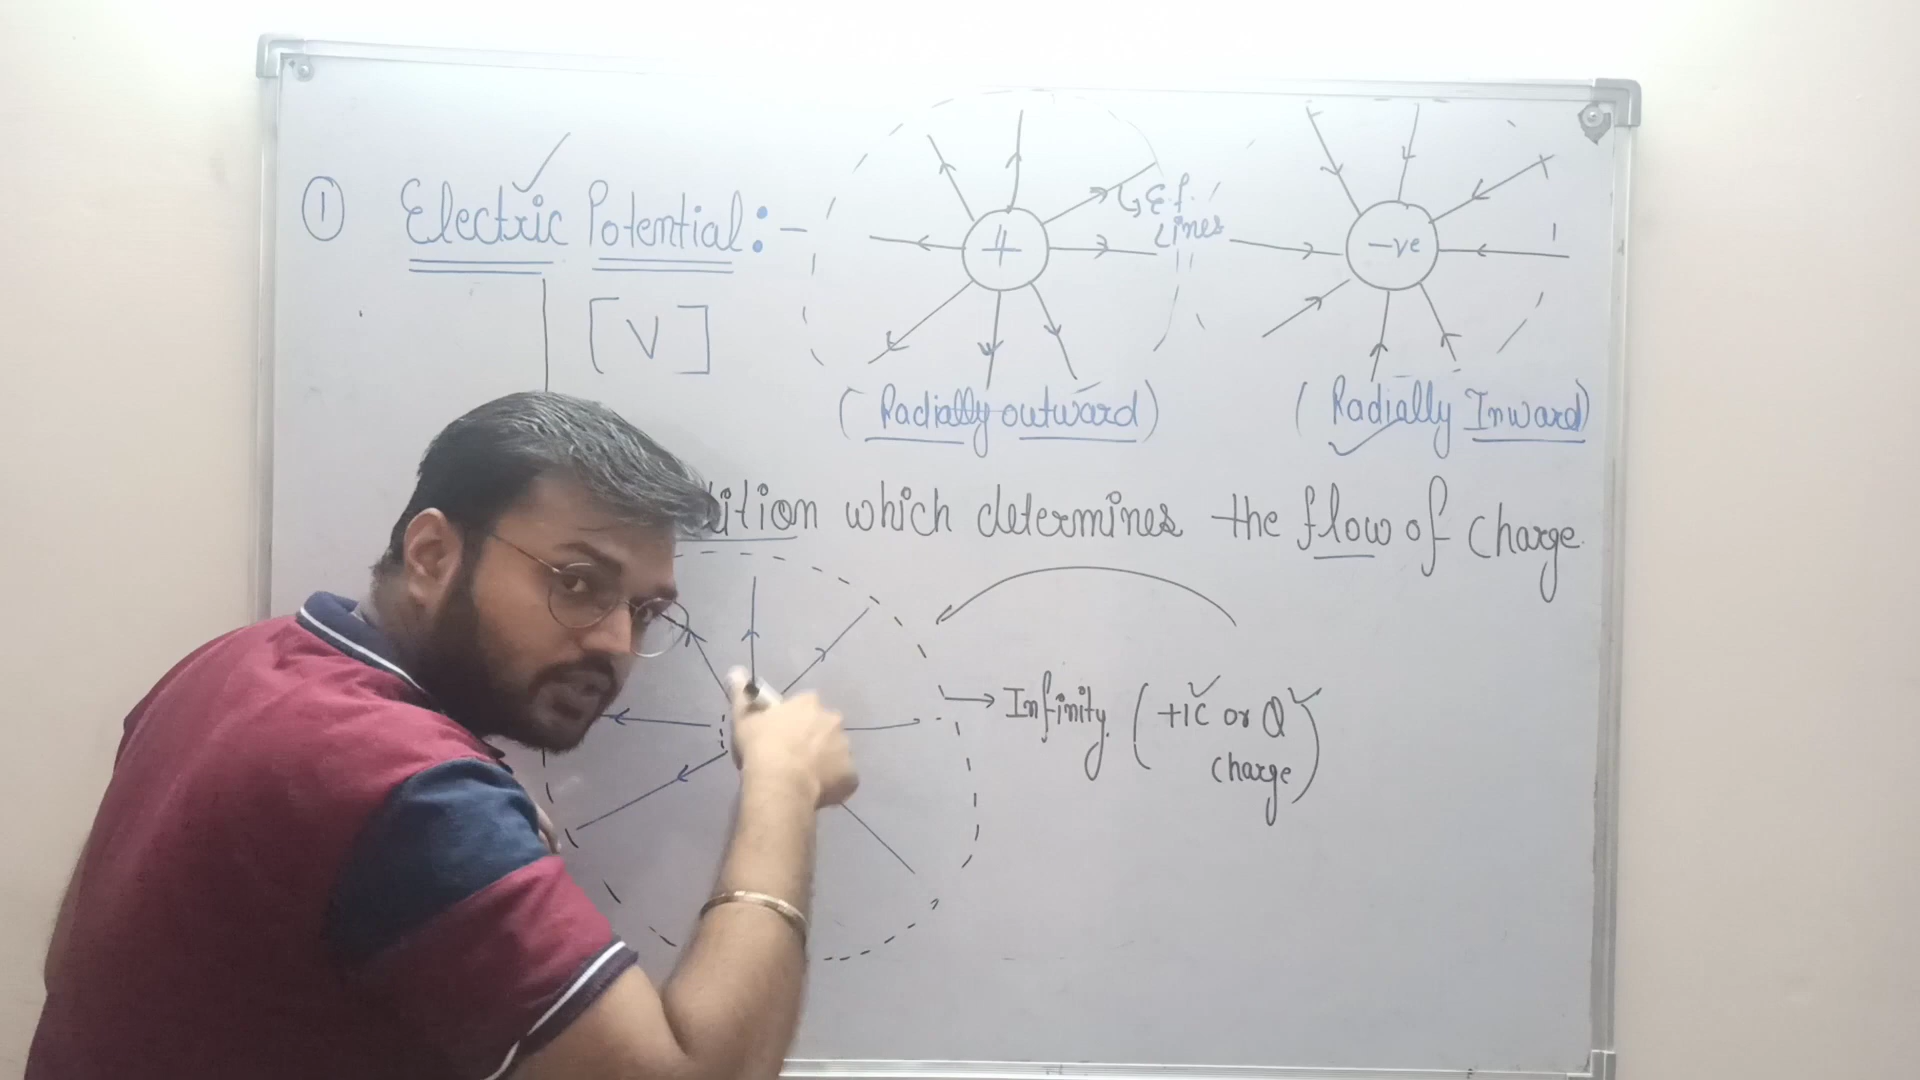 ① Electric Potential :-
[V]
+
E.f.
Lines
-ve
(Radially outward)
(Radially Inward)
which determines the flow of charge.
→ Infinity. (+1C or Q
charge)